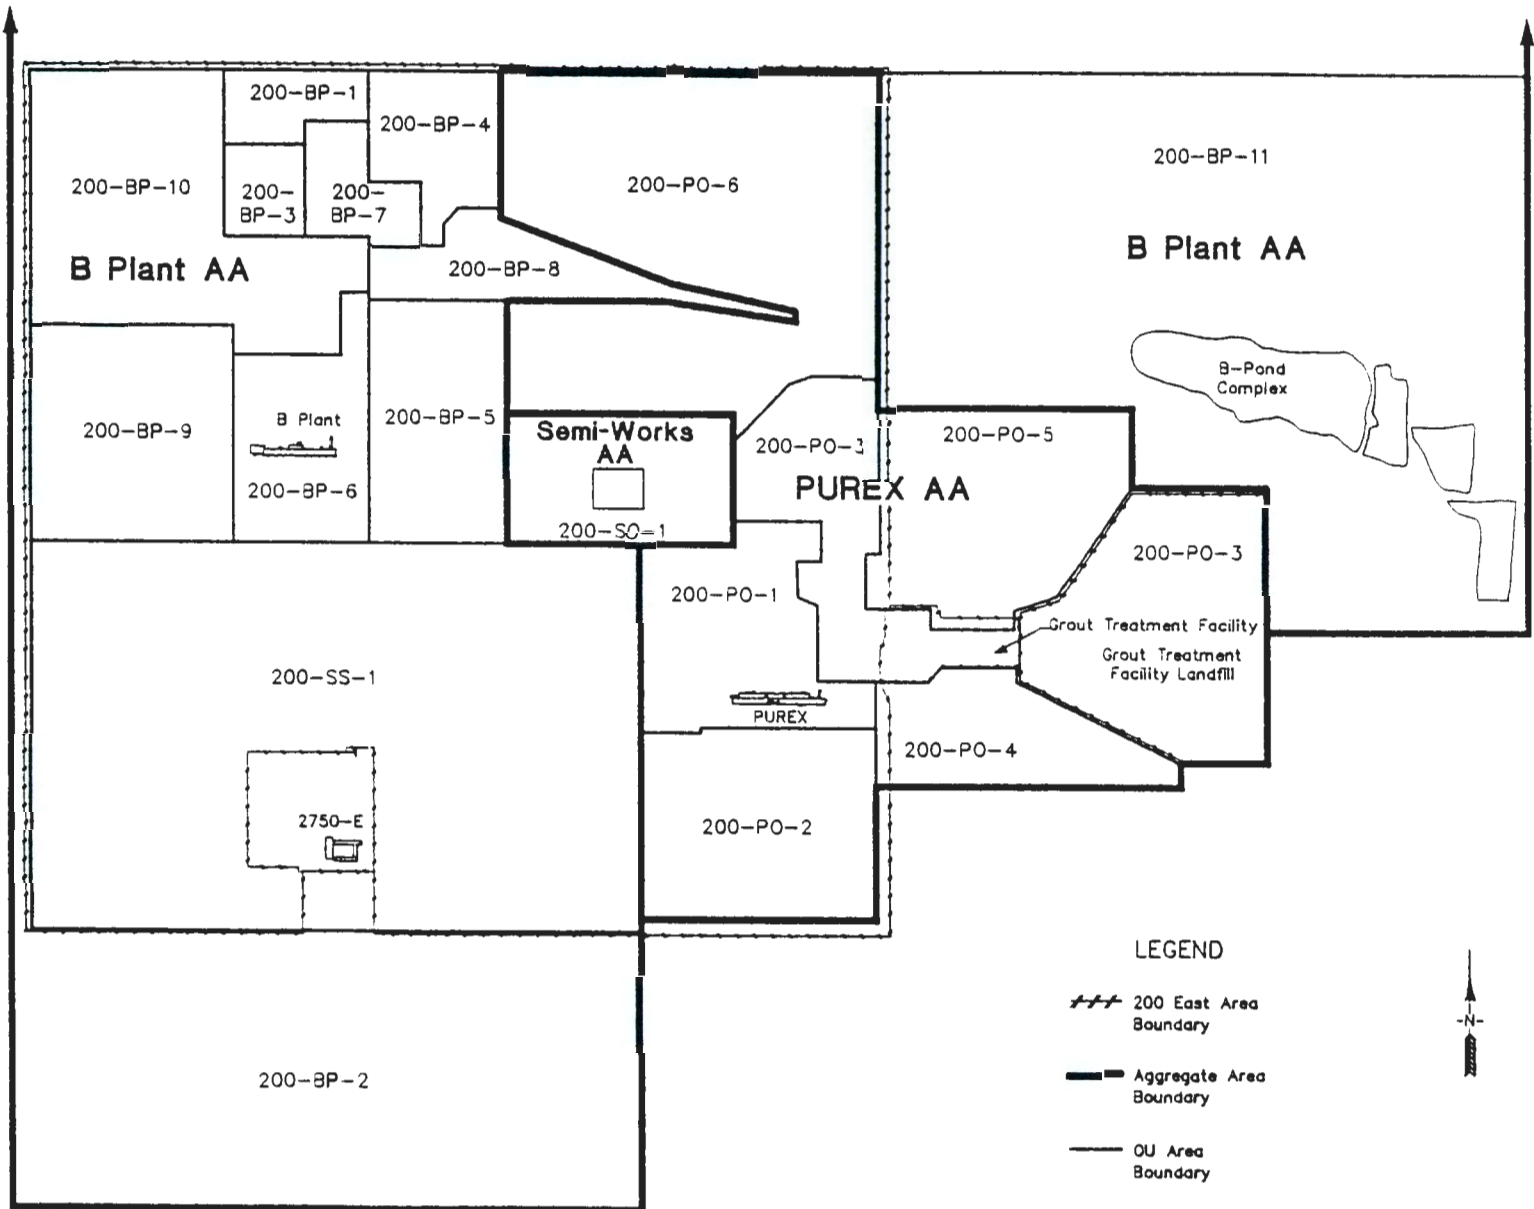 200-BP-1
200-BP-4
200-BP-10
200-
BP-3
200-
BP-7
200-PO-6
200-BP-11
B Plant AA
200-BP-8
B Plant AA
B-Pond
Complex
200-BP-9
B Plant
200-BP-6
200-BP-5
Semi-Works
AA
200-SO-1
200-PO-3
200-PO-5
PUREX AA
200-PO-3
200-PO-1
Grout Treatment Facility
Grout Treatment
Facility Landfill
200-SS-1
PUREX
200-PO-4
2750-E
200-PO-2
200-BP-2
LEGEND
200 East Area
Boundary
Aggregate Area
Boundary
OU Area
Boundary
-N-